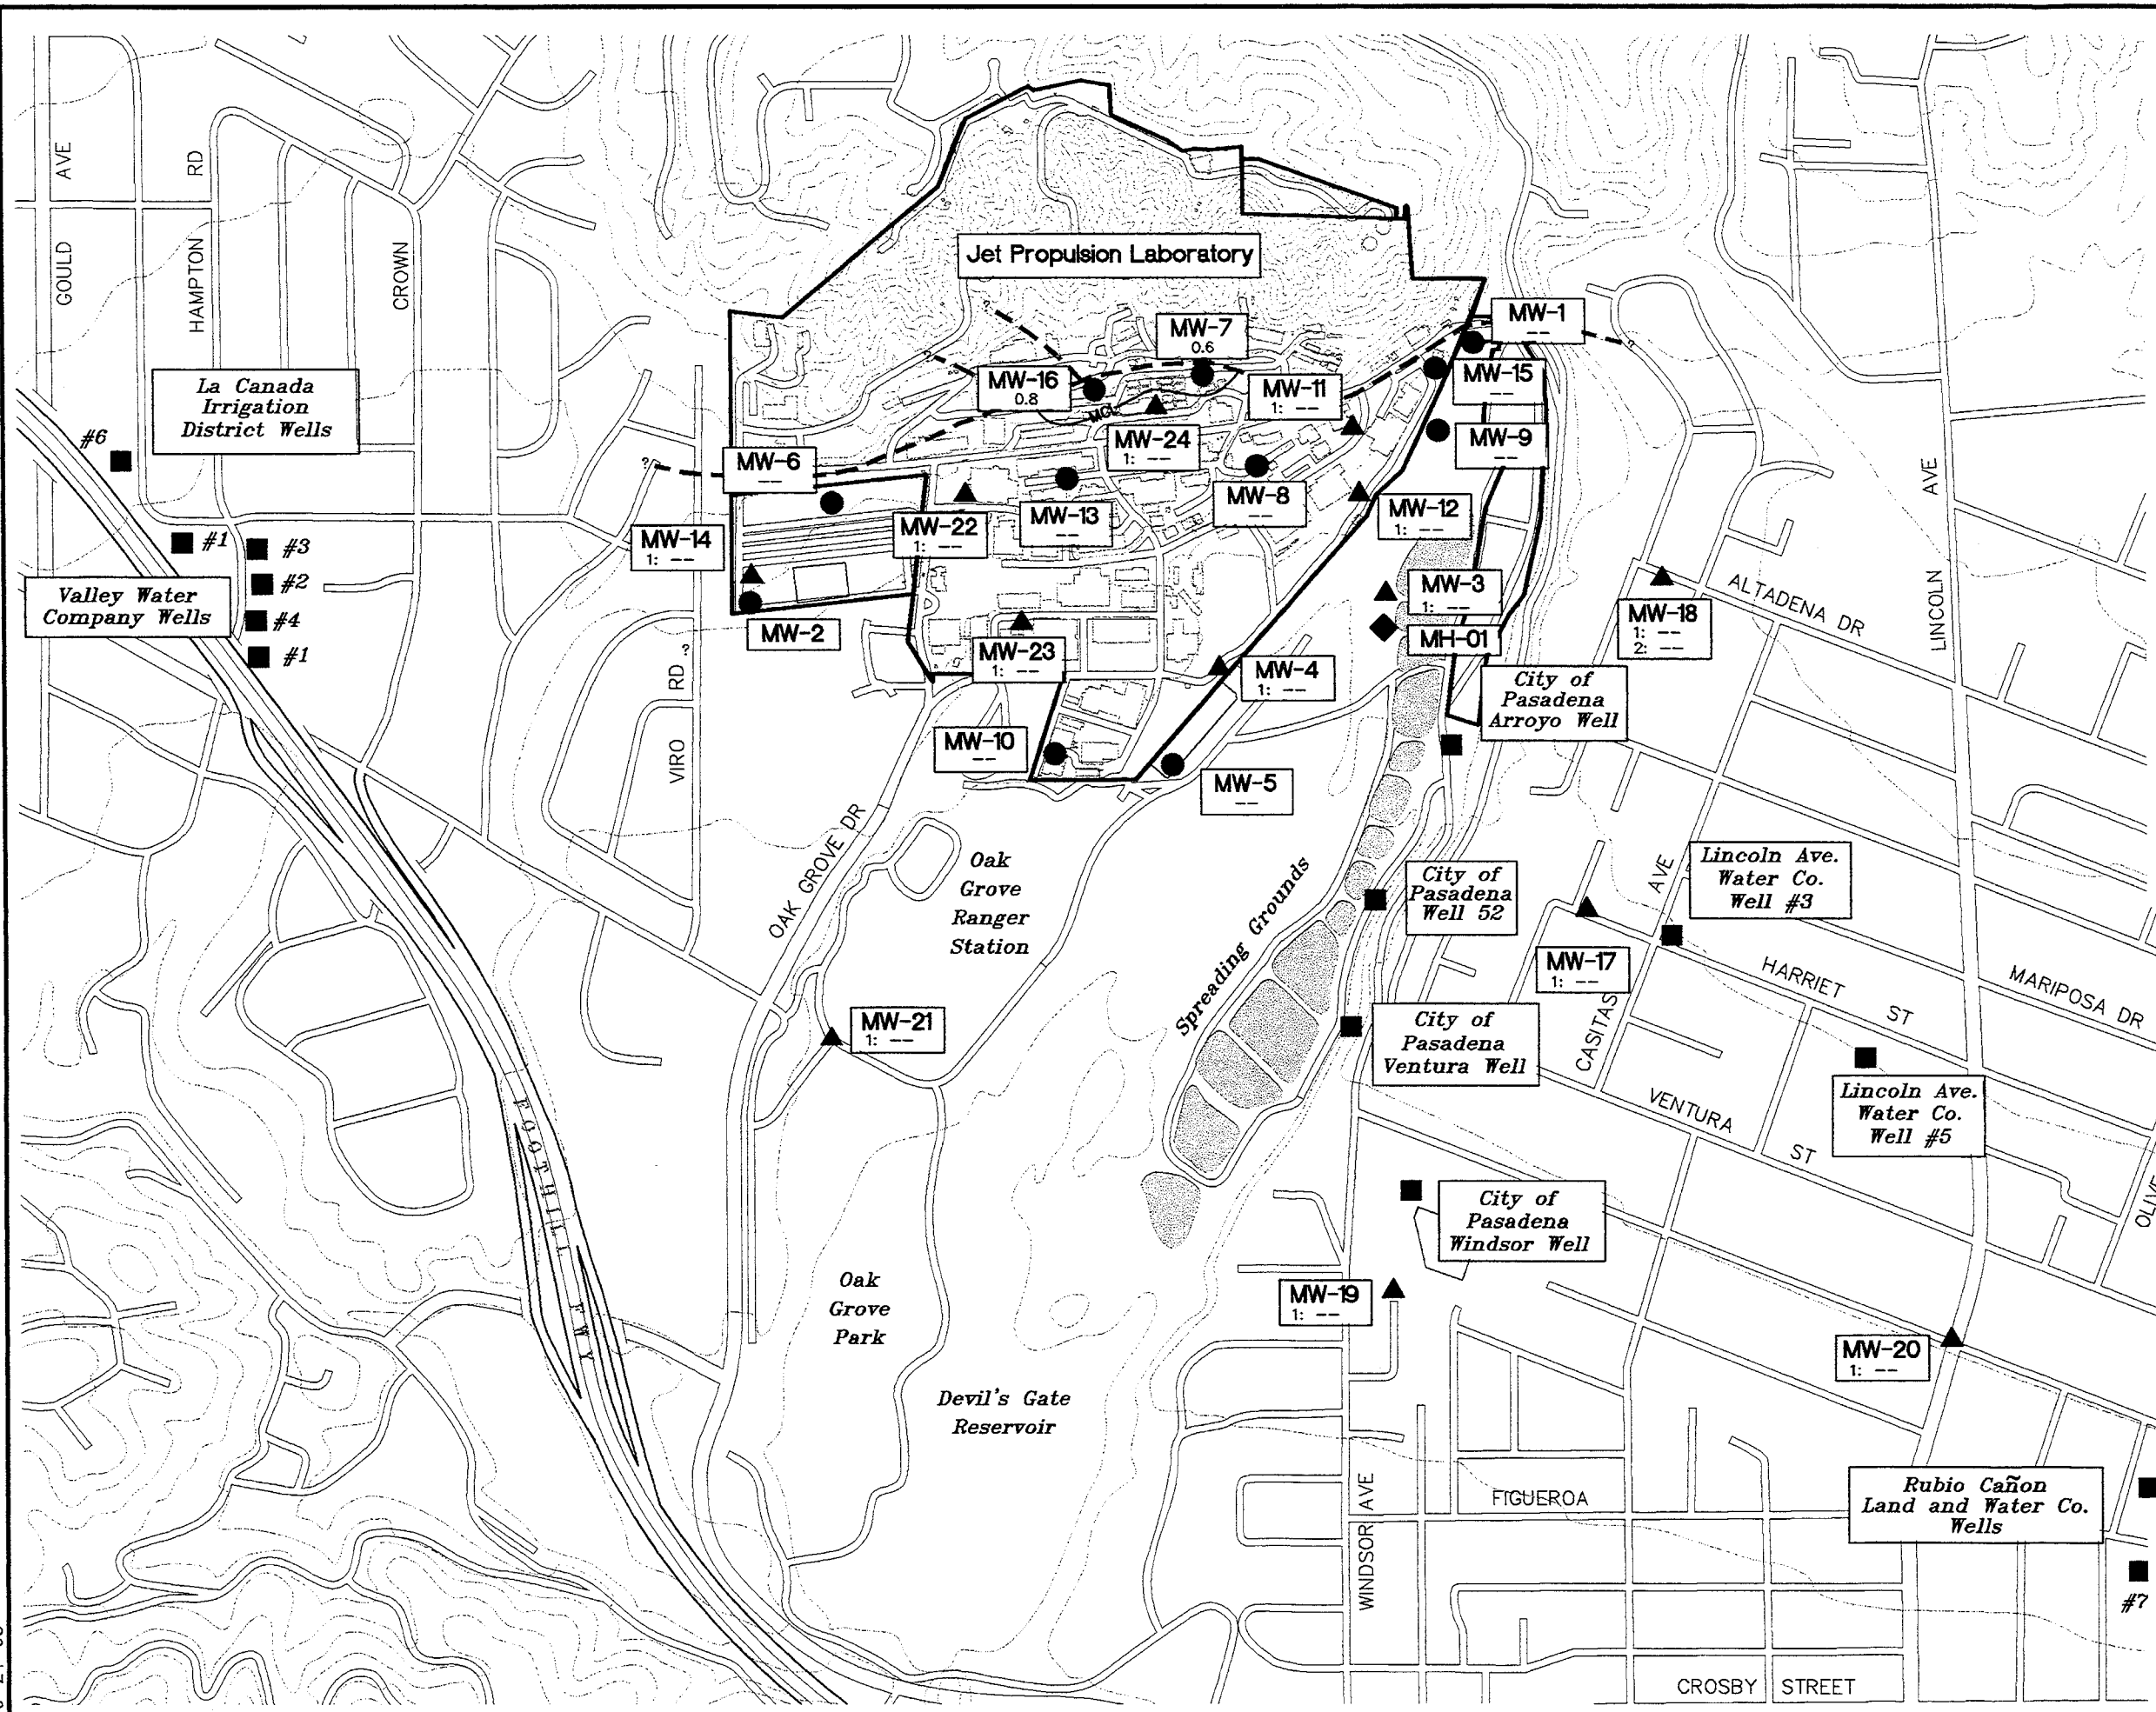 Jet Propulsion Laboratory
GOULD AVE
HAMPTON RD
CROWN
MW-1
--
MW-7
0.6
MW-16
0.8
MCL
MW-11
1: --
MW-15
--
MW-24
1: --
MW-9
--
La Canada
Irrigation
District Wells
#6
MW-6
--
MW-8
--
MW-12
1: --
MW-13
--
MW-22
1: --
MW-14
1: --
#1
#3
#2
#4
#1
Valley Water
Company Wells
MW-3
1: --
MW-18
1: --
2: --
ALTADENA DR
LINCOLN AVE
MW-2
MH-01
MW-23
1: --
MW-4
1: --
City of
Pasadena
Arroyo Well
VIRO RD
?
?
?
?
?
MW-10
--
MW-5
--
OAK GROVE DR
Oak
Grove
Ranger
Station
Spreading Grounds
City of
Pasadena
Well 52
Lincoln Ave.
Water Co.
Well #3
CASITAS AVE
MW-17
1: --
HARRIET ST
MARIPOSA DR
MW-21
1: --
City of
Pasadena
Ventura Well
VENTURA ST
Lincoln Ave.
Water Co.
Well #5
OLIVE
FOOTHILL FWY
City of
Pasadena
Windsor Well
Oak
Grove
Park
MW-19
1: --
MW-20
1: --
Devil's Gate
Reservoir
WINDSOR AVE
FIGUEROA
Rubio Cañon
Land and Water Co.
Wells
#7
CROSBY STREET